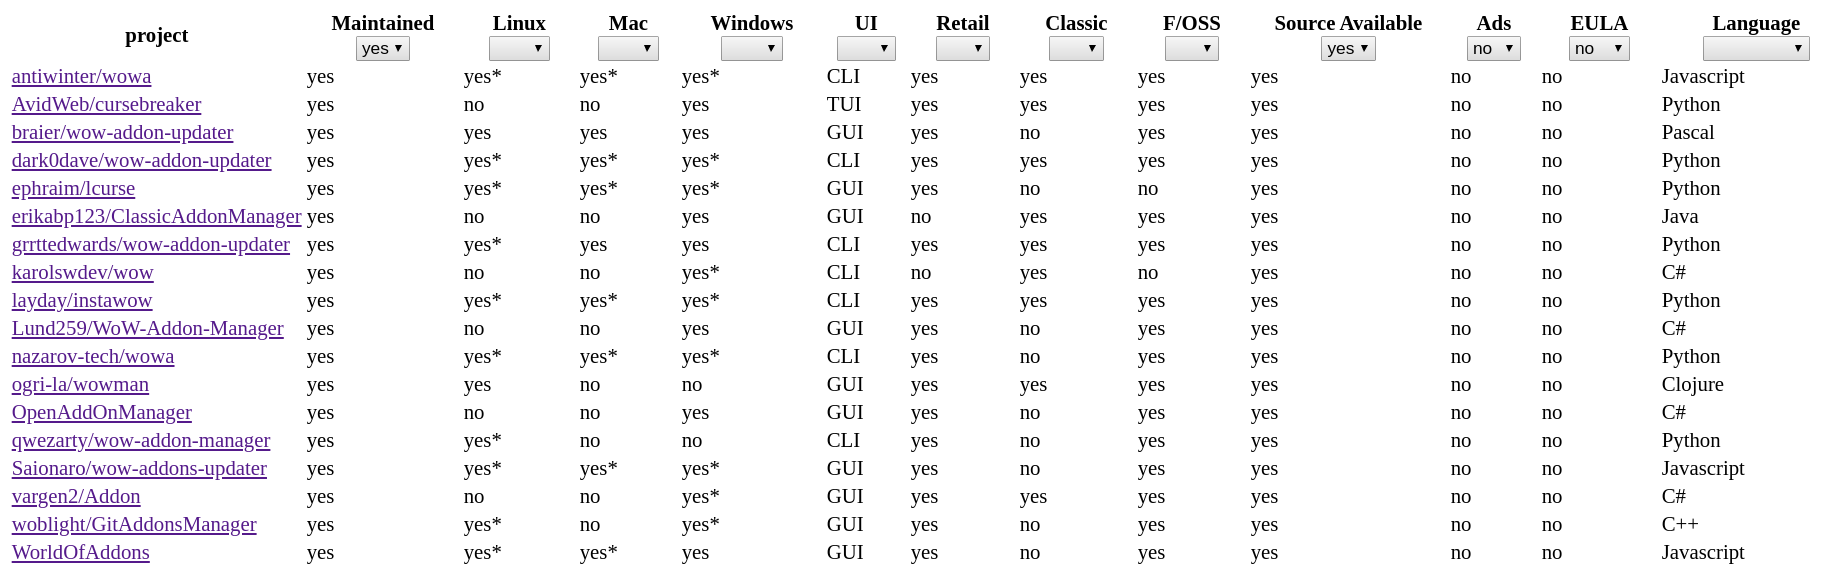 project Maintained Linux Mac Windows UI Retail Classic F/OSS Source Available Ads EULA Language
yes yes no no
antiwinter/wowa yes yes* yes* yes* CLI yes yes yes yes no no Javascript
AvidWeb/cursebreaker yes no no yes TUI yes yes yes yes no no Python
braier/wow-addon-updater yes yes yes yes GUI yes no yes yes no no Pascal
dark0dave/wow-addon-updater yes yes* yes* yes* CLI yes yes yes yes no no Python
ephraim/lcurse yes yes* yes* yes* GUI yes no no yes no no Python
erikabp123/ClassicAddonManager yes no no yes GUI no yes yes yes no no Java
grrttedwards/wow-addon-updater yes yes* yes yes CLI yes yes yes yes no no Python
karolswdev/wow yes no no yes* CLI no yes no yes no no C#
layday/instawow yes yes* yes* yes* CLI yes yes yes yes no no Python
Lund259/WoW-Addon-Manager yes no no yes GUI yes no yes yes no no C#
nazarov-tech/wowa yes yes* yes* yes* CLI yes no yes yes no no Python
ogri-la/wowman yes yes no no GUI yes yes yes yes no no Clojure
OpenAddOnManager yes no no yes GUI yes no yes yes no no C#
qwezarty/wow-addon-manager yes yes* no no CLI yes no yes yes no no Python
Saionaro/wow-addons-updater yes yes* yes* yes* GUI yes no yes yes no no Javascript
vargen2/Addon yes no no yes* GUI yes yes yes yes no no C#
woblight/GitAddonsManager yes yes* no yes* GUI yes no yes yes no no C++
WorldOfAddons yes yes* yes* yes GUI yes no yes yes no no Javascript